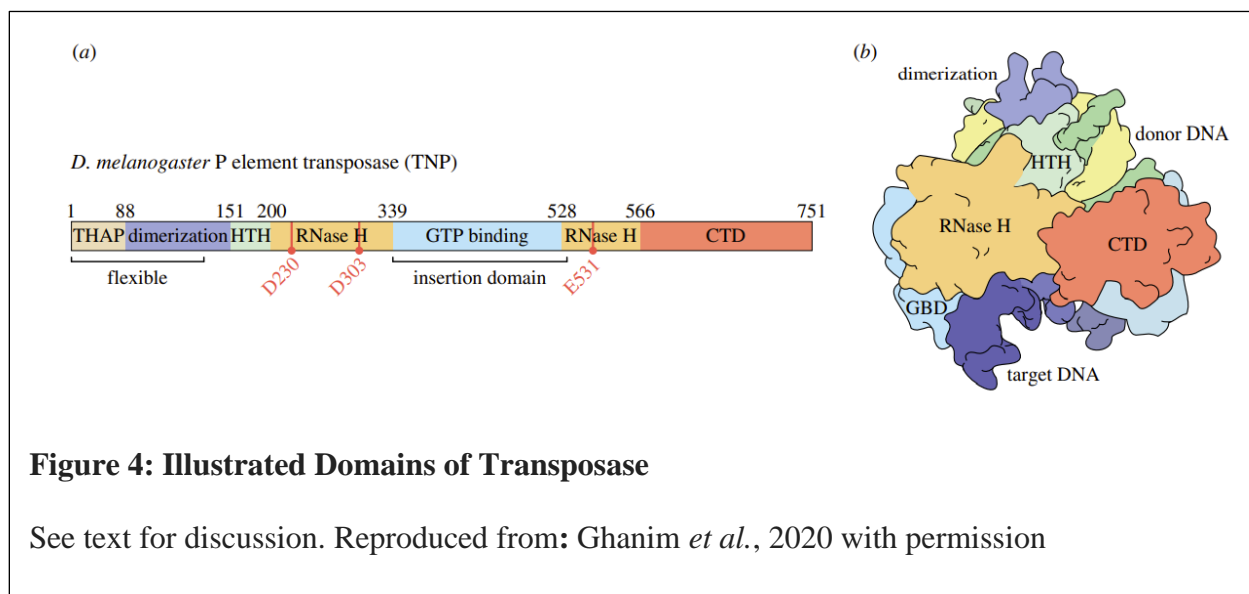 (a)
D. melanogaster P element transposase (TNP)
1 88 151 200 339 528 566 751
THAP dimerization HTH RNase H GTP binding RNase H CTD
flexible D230 D303 insertion domain E531
(b)
dimerization
donor DNA
HTH
RNase H
CTD
GBD
target DNA
Figure 4: Illustrated Domains of Transposase
See text for discussion. Reproduced from: Ghanim et al., 2020 with permission